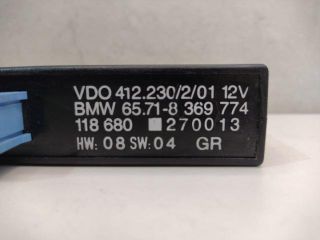 VDO 412.230/2/01 12V
BMW 65.71-8 369 774
118 680 ■270013
HW: 08 SW: 04 GR